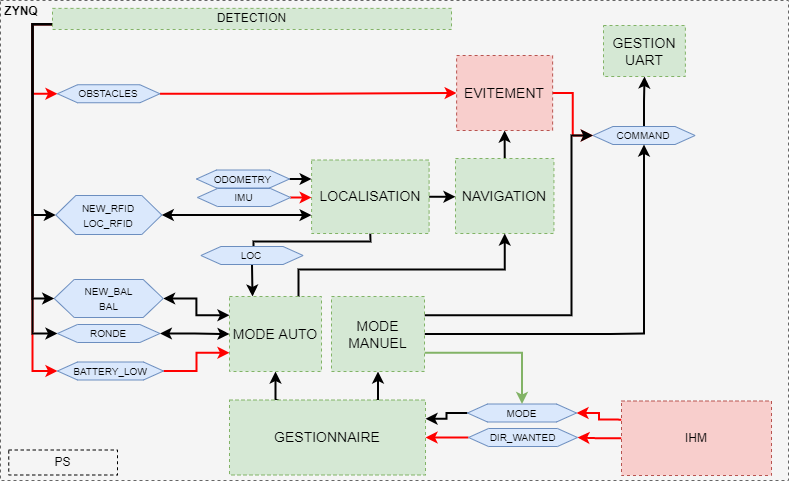 ZYNQ
DETECTION
GESTION
UART
OBSTACLES
EVITEMENT
COMMAND
ODOMETRY
IMU
LOCALISATION
NAVIGATION
NEW_RFID
LOC_RFID
LOC
NEW_BAL
BAL
RONDE
MODE AUTO
MODE
MANUEL
BATTERY_LOW
MODE
DIR_WANTED
GESTIONNAIRE
IHM
PS